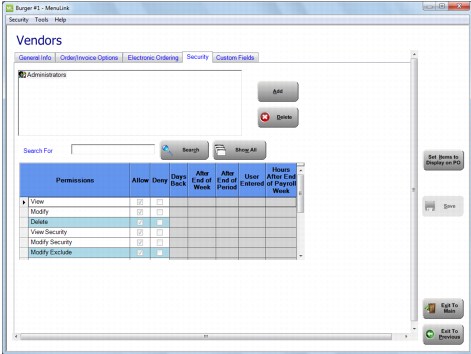 Burger #1 - MenuLink
Security Tools Help
Vendors
General Info Order/Invoice Options Electronic Ordering Security Custom Fields
Administrators
Add
Delete
Search For
Search
Show All
Set Items to
Display on PO
Permissions Allow Deny Days Back After End of Week After End of Period User Entered Hours After End of Payroll Week
View
Modify
Delete
View Security
Modify Security
Modify Exclude
Save
Exit To
Main
Exit To
Previous